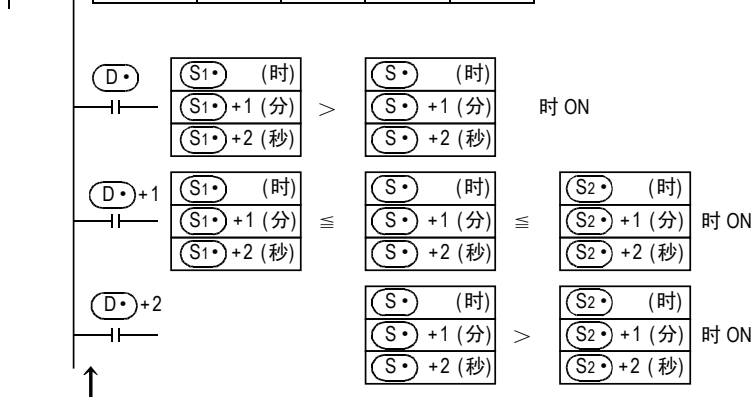 D• S1• (时) S• (时)
S1• +1 (分) > S• +1 (分) 时 ON
S1• +2 (秒) S• +2 (秒)
D• +1 S1• (时) S• (时) S2• (时)
S1• +1 (分) ≦ S• +1 (分) ≦ S2• +1 (分) 时 ON
S1• +2 (秒) S• +2 (秒) S2• +2 (秒)
D• +2 S• (时) S2• (时)
S• +1 (分) > S2• +1 (分) 时 ON
S• +2 (秒) S2• +2 (秒)